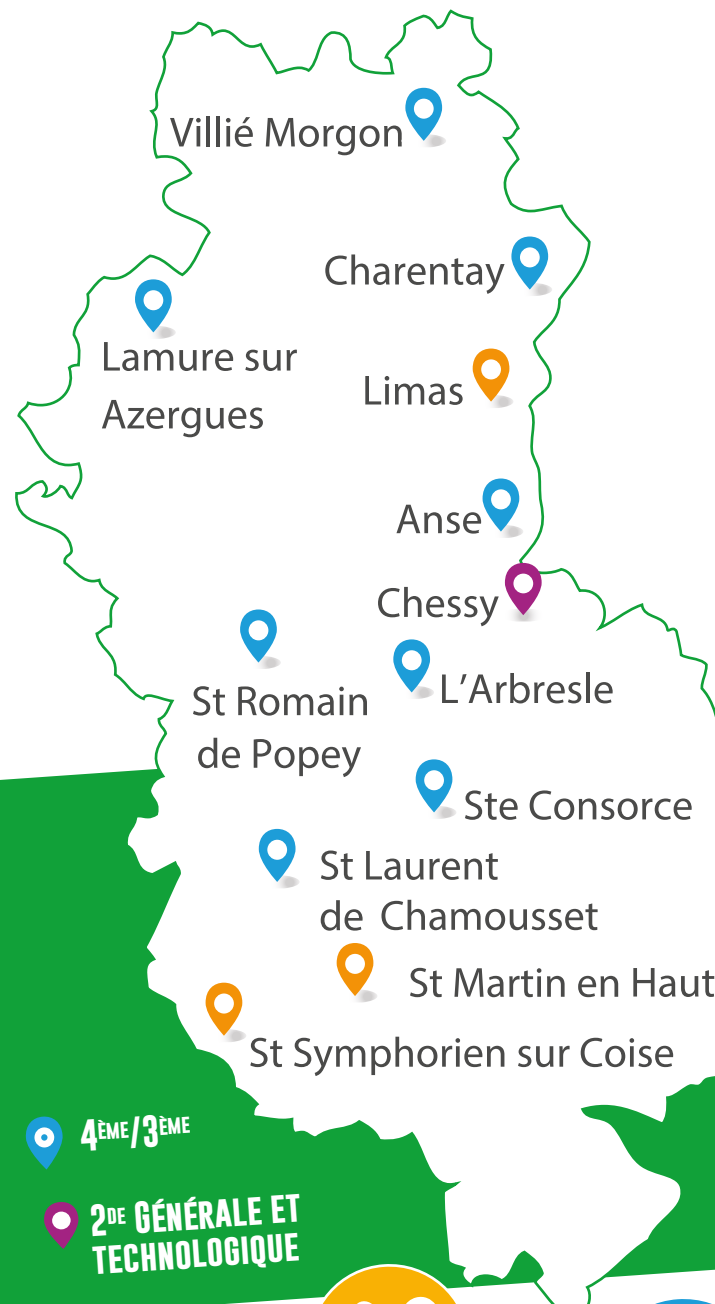 Villié Morgon
Charentay
Lamure sur
Azergues
Limas
Anse
Chessy
L'Arbresle
St Romain
de Popey
Ste Consorce
St Laurent
de Chamousset
St Martin en Haut
St Symphorien sur Coise
4ÈME/3ÈME
2DE GÉNÉRALE ET
TECHNOLOGIQUE